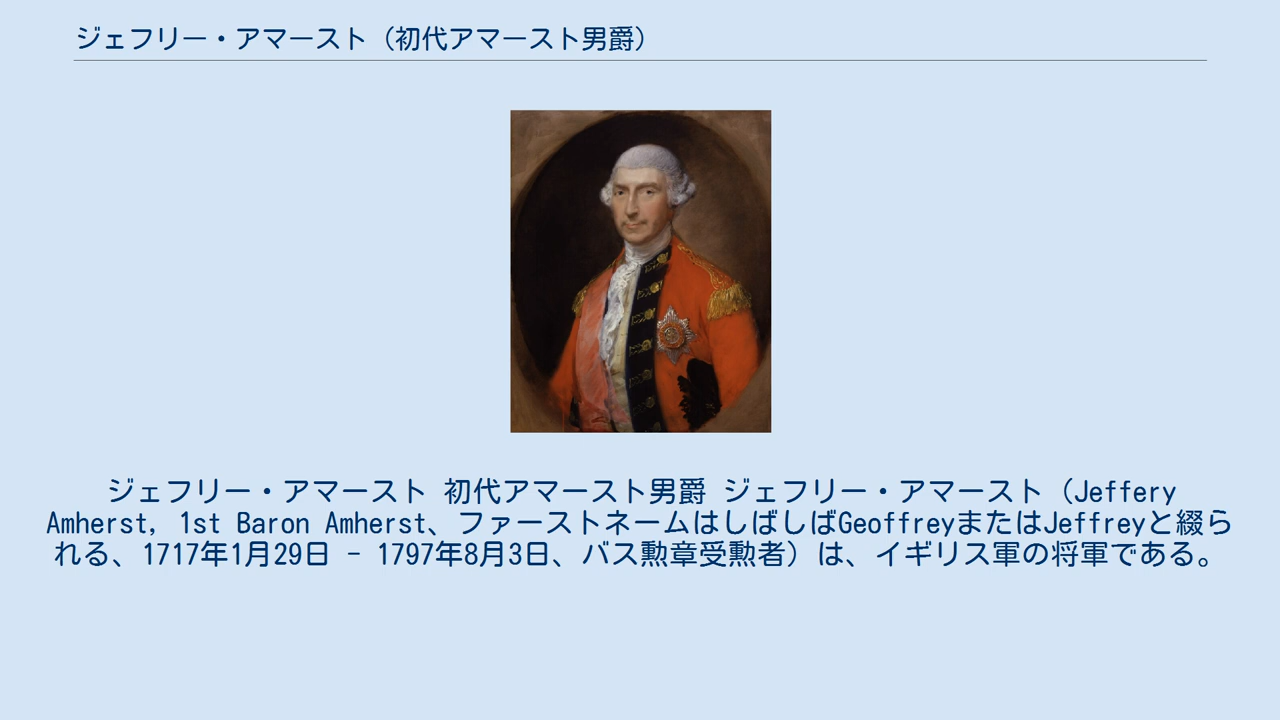 ジェフリー・アマースト（初代アマースト男爵）
ジェフリー・アマースト 初代アマースト男爵 ジェフリー・アマースト（Jeffery
Amherst, 1st Baron Amherst、ファーストネームはしばしばGeoffreyまたはJeffreyと綴ら
れる、1717年1月29日 - 1797年8月3日、バス勲章受勲者）は、イギリス軍の将軍である。